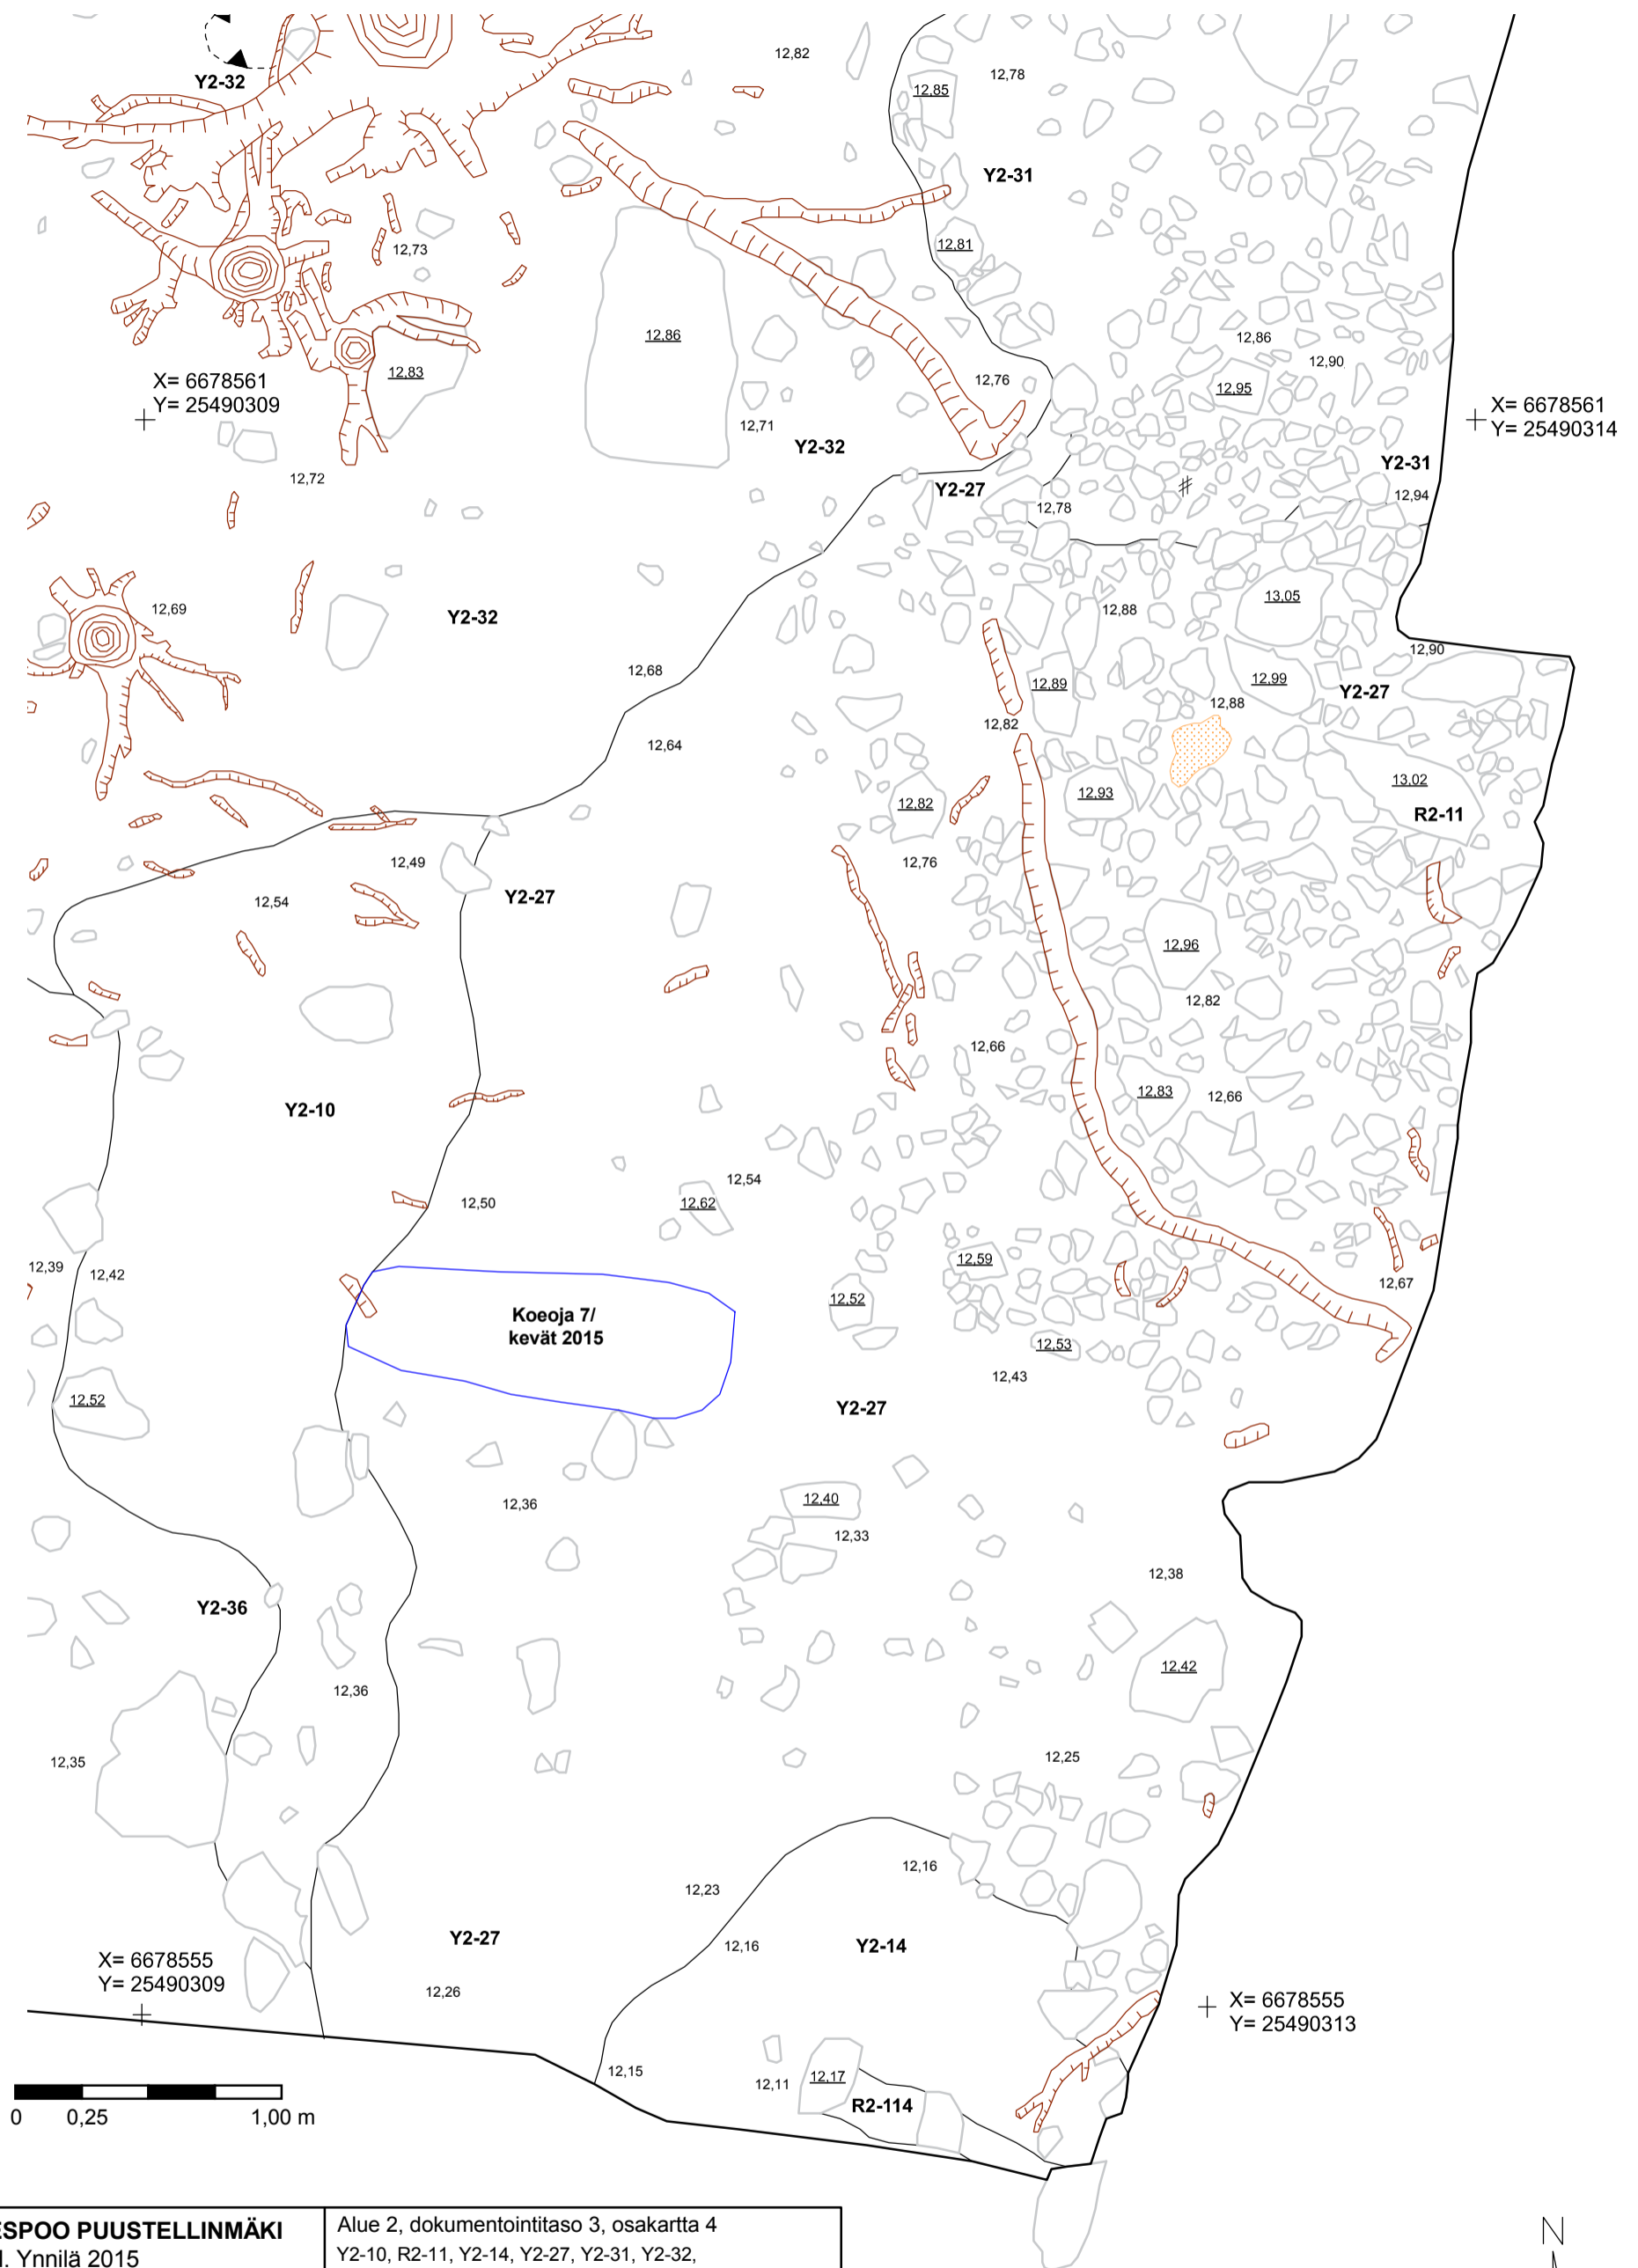 12,82
12,78
Y2-32
12,85
Y2-31
12,81
12,73
12,86
12,86
12,90
12,83
12,76
12,95
X= 6678561
Y= 25490309
X= 6678561
Y= 25490314
12,71
Y2-32
Y2-31
12,72
Y2-27
12,94
12,78
13,05
12,69
12,88
Y2-32
12,90
12,68
12,89
12,99
Y2-27
12,88
12,82
12,64
13,02
12,93
12,82
R2-11
12,49
12,76
Y2-27
12,54
12,96
12,82
12,66
12,83
12,66
Y2-10
12,54
12,50
12,62
12,59
12,39
12,42
12,67
12,52
Koeoja 7/
kevät 2015
12,53
12,43
12,52
Y2-27
12,40
12,36
12,33
12,38
Y2-36
12,42
12,36
12,35
12,25
12,16
12,23
Y2-27
12,16
Y2-14
X= 6678555
Y= 25490309
12,26
X= 6678555
Y= 25490313
12,15
12,17
12,11
R2-114
0 0,25 1,00 m
ESPOO PUUSTELLINMÄKI
Ynnilä 2015
Alue 2, dokumentointitaso 3, osakartta 4
Y2-10, R2-11, Y2-14, Y2-27, Y2-31, Y2-32,
N